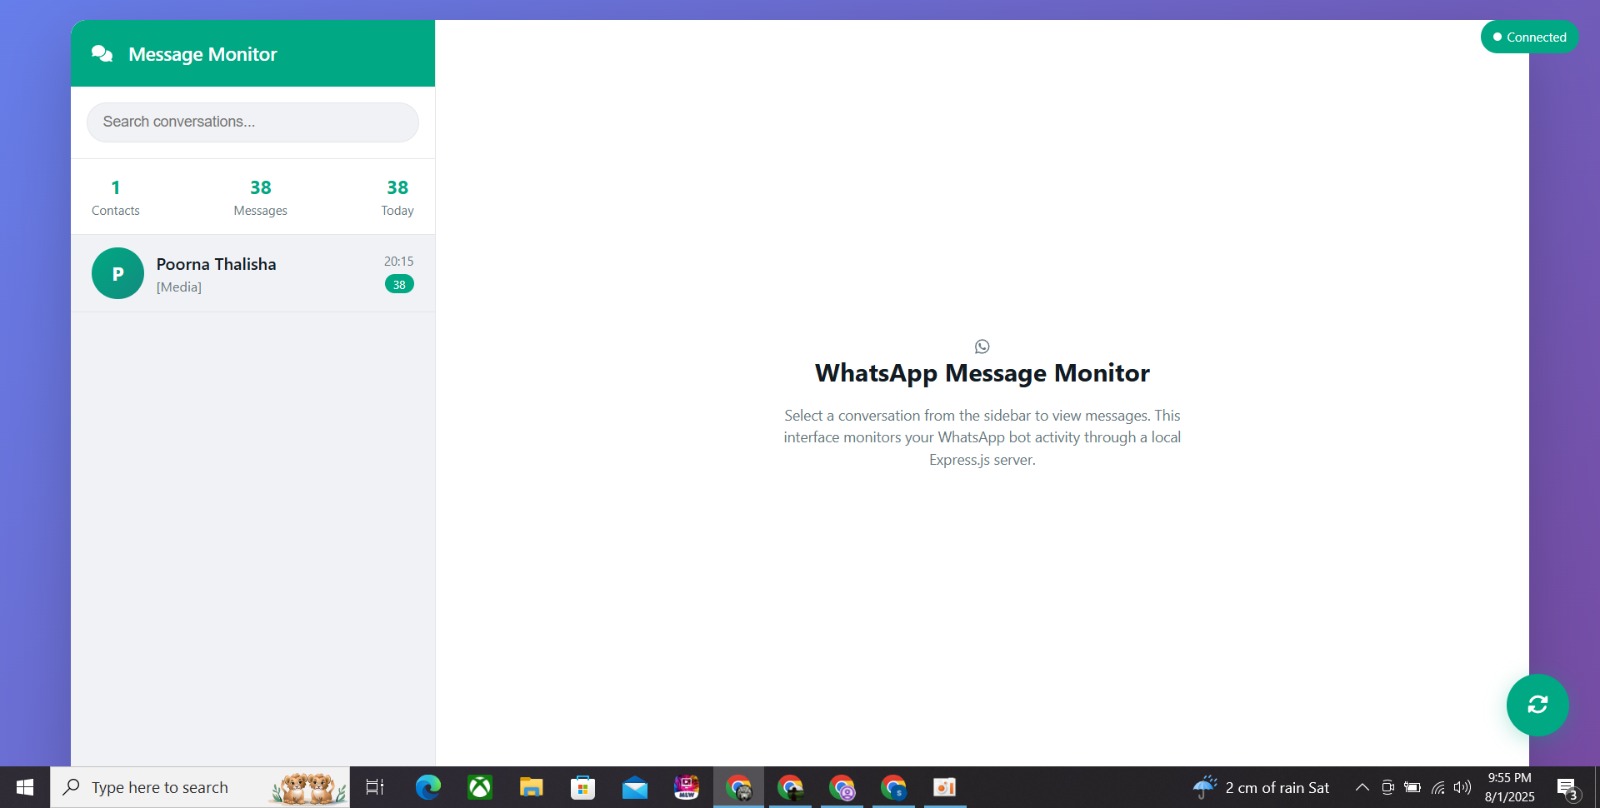 Message Monitor
Connected
Search conversations...
1
Contacts
38
Messages
38
Today
P
Poorna Thalisha
20:15
[Media]
38
WhatsApp Message Monitor
Select a conversation from the sidebar to view messages. This
interface monitors your WhatsApp bot activity through a local
Express.js server.
Type here to search
MLW
s
2 cm of rain Sat
9:55 PM
8/1/2025
3